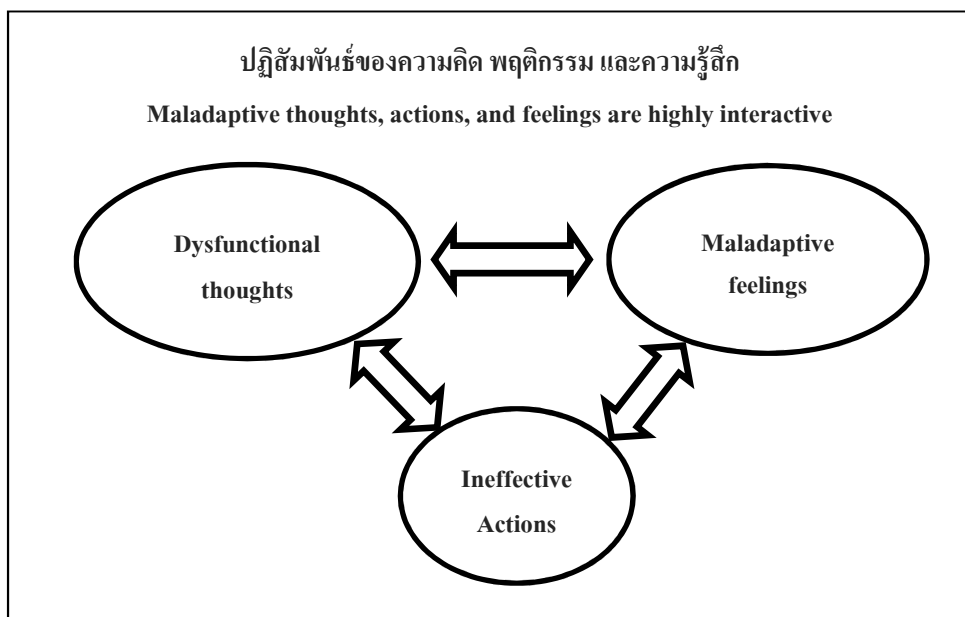 ปฏิสัมพันธ์ของความคิด พฤติกรรม และความรู้สึก
Maladaptive thoughts, actions, and feelings are highly interactive
Dysfunctional
thoughts
Maladaptive
feelings
Ineffective
Actions